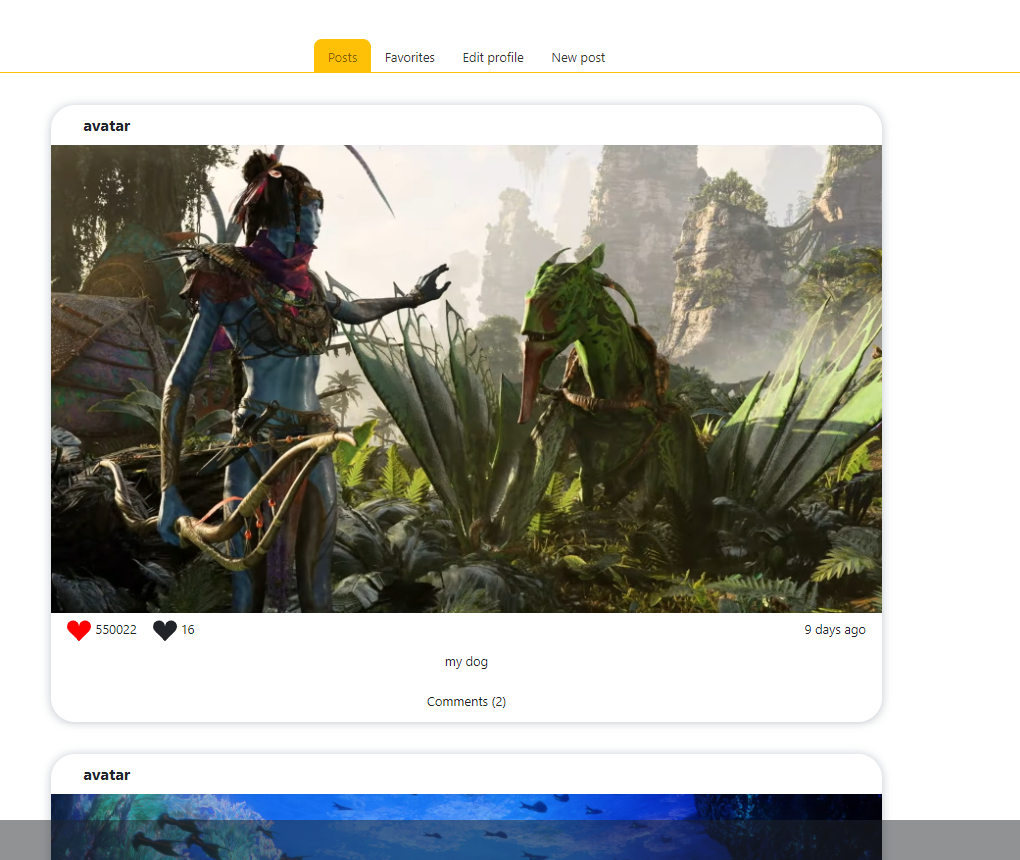 Posts Favorites Edit profile New post
avatar
550022 16 9 days ago
my dog
Comments (2)
avatar